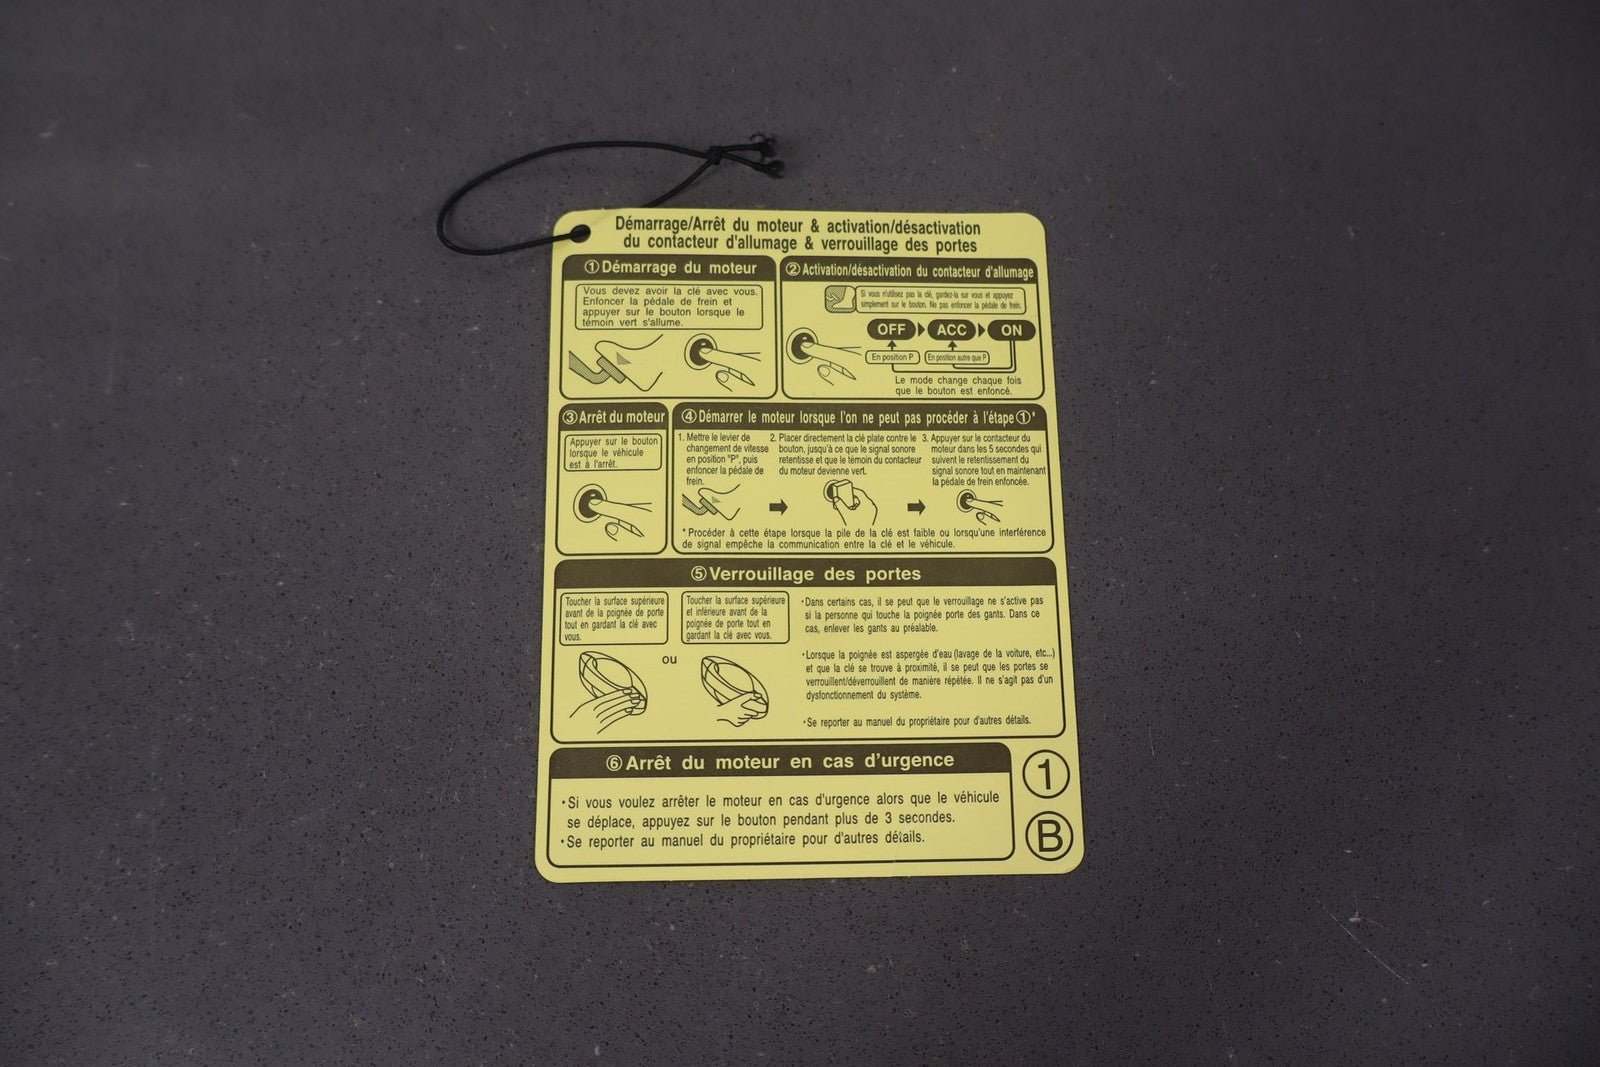 Démarrage/Arrêt du moteur & activation/désactivation
du contacteur d'allumage & verrouillage des portes
①Démarrage du moteur
Vous devez avoir la clé avec vous.
Enfoncer la pédale de frein et
appuyer sur le bouton lorsque le
témoin vert s'allume.
②Activation/désactivation du contacteur d'allumage
Si vous n'utilisez pas la clé, gardez-la sur vous et appuyez
simplement sur le bouton. Ne pas enfoncer la pédale de frein.
OFF ACC ON
En position P En position autre que P
Le mode change chaque fois
que le bouton est enfoncé.
③Arrêt du moteur
Appuyer sur le bouton
lorsque le véhicule
est à l'arrêt.
④Démarrer le moteur lorsque l'on ne peut pas procéder à l'étape①*
1. Mettre le levier de
changement de vitesse
en position "P", puis
enfoncer la pédale de
frein.
2. Placer directement la clé plate contre le
bouton, jusqu'à ce que le signal sonore
retentisse et que le témoin du contacteur
du moteur devienne vert.
3. Appuyer sur le contacteur du
moteur dans les 5 secondes qui
suivent le retentissement du
signal sonore tout en maintenant
la pédale de frein enfoncée.
* Procéder à cette étape lorsque la pile de la clé est faible ou lorsqu'une interférence
de signal empêche la communication entre la clé et le véhicule.
⑤Verrouillage des portes
Toucher la surface supérieure
avant de la poignée de porte
tout en gardant la clé avec
vous.
ou
Toucher la surface supérieure
et inférieure avant de la
poignée de porte tout en
gardant la clé avec vous.
・Dans certains cas, il se peut que le verrouillage ne s'active pas
si la personne qui touche la poignée porte des gants. Dans ce
cas, enlever les gants au préalable.
・Lorsque la poignée est aspergée d'eau (lavage de la voiture, etc...)
et que la clé se trouve à proximité, il se peut que les portes se
verrouillent/déverrouillent de manière répétée. Il ne s'agit pas d'un
dysfonctionnement du système.
・Se reporter au manuel du propriétaire pour d'autres détails.
⑥Arrêt du moteur en cas d'urgence
・Si vous voulez arrêter le moteur en cas d'urgence alors que le véhicule
se déplace, appuyez sur le bouton pendant plus de 3 secondes.
・Se reporter au manuel du propriétaire pour d'autres détails.
①
Ⓑ